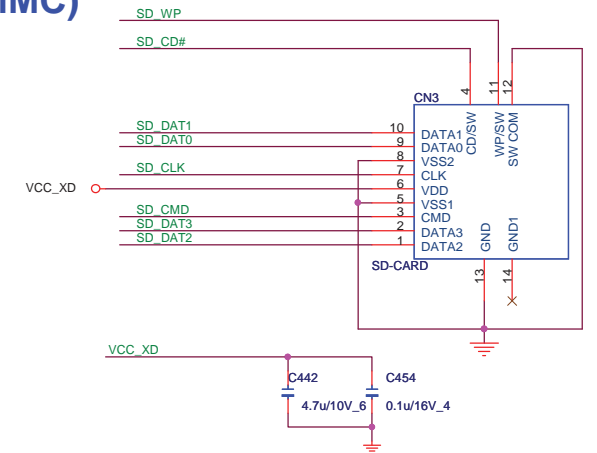 MMC)
SD_WP
SD_CD#
4
11
12
CN3
CD/SW
WP/SW
SW COM
SD_DAT1 10 DATA1
SD_DAT0 9 DATA0
8 VSS2
SD_CLK 7 CLK
VCC_XD 6 VDD
5 VSS1
SD_CMD 3 CMD
SD_DAT3 2 DATA3
SD_DAT2 1 DATA2
GND
GND1
SD-CARD
13
14
VCC_XD
C442 C454
4.7u/10V_6 0.1u/16V_4